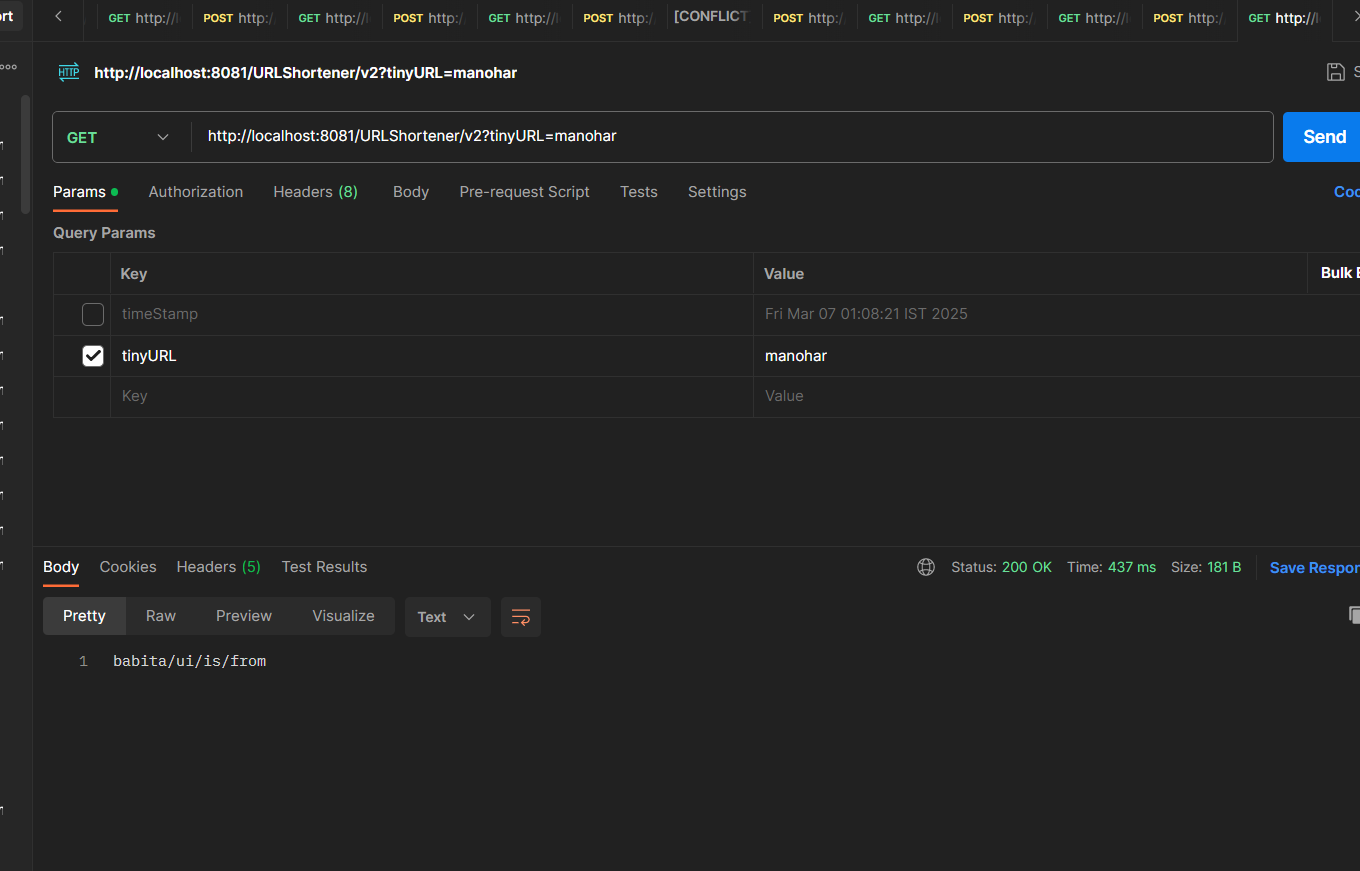 ort GET http://l POST http:/ GET http://l POST http: GET http://l POST http:/ [CONFLICT POST http:/ GET http://l POST http:/ GET http://l POST http:/ GET http://l
HTTP http://localhost:8081/URLShortener/v2?tinyURL=manohar S
GET http://localhost:8081/URLShortener/v2?tinyURL=manohar Send
Params Authorization Headers (8) Body Pre-request Script Tests Settings Coo
Query Params
Key Value Bulk E
timeStamp Fri Mar 07 01:08:21 IST 2025
tinyURL manohar
Key Value
Body Cookies Headers (5) Test Results Status: 200 OK Time: 437 ms Size: 181 B Save Respon
Pretty Raw Preview Visualize Text
1 babita/ui/is/from